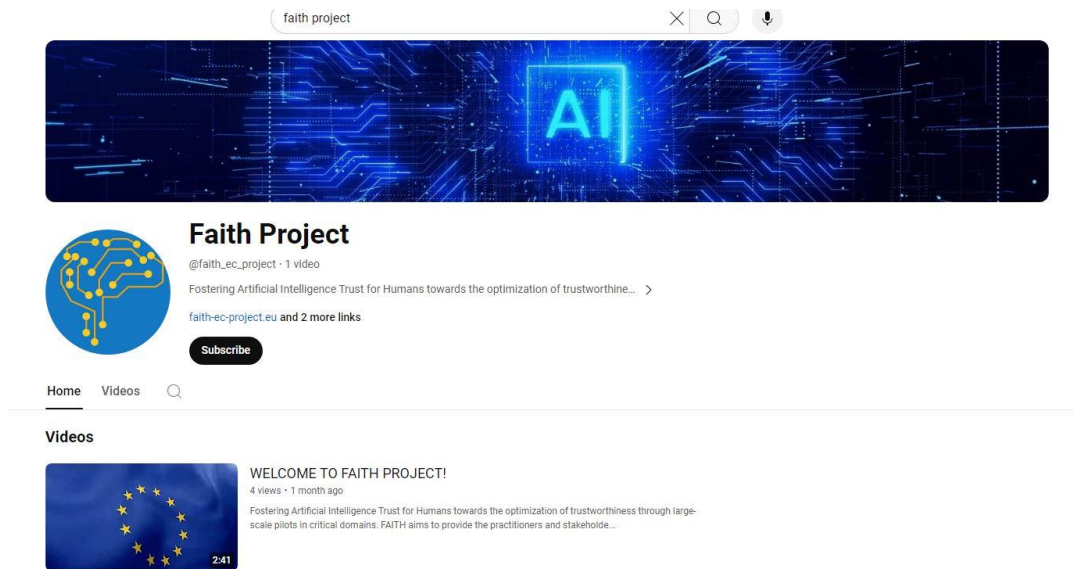 faith project
AI
Faith Project
@faith_ec_project · 1 video
Fostering Artificial Intelligence Trust for Humans towards the optimization of trustworthine...
faith-ec-project.eu and 2 more links
Subscribe
Home Videos
Videos
WELCOME TO FAITH PROJECT!
4 views • 1 month ago
Fostering Artificial Intelligence Trust for Humans towards the optimization of trustworthiness through large-
scale pilots in critical domains. FAITH aims to provide the practitioners and stakeholde...
2:41